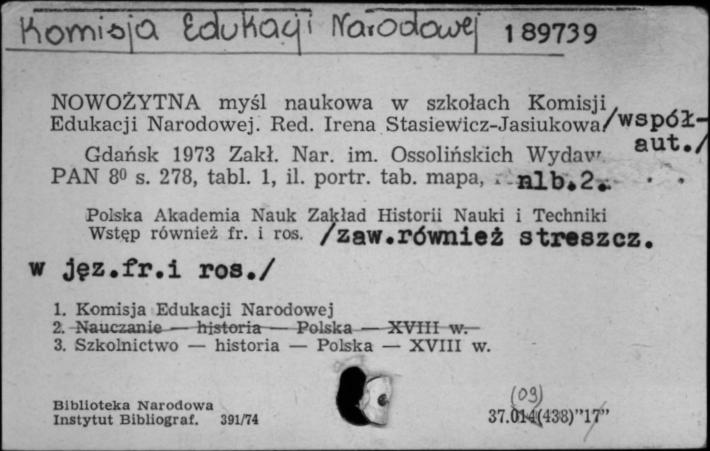 Komisja Edukacji Narodowej 189739
NOWOŻYTNA myśl naukowa w szkołach Komisji
Edukacji Narodowej. Red. Irena Stasiewicz-Jasiukowa/współ-
aut./
Gdańsk 1973 Zakł. Nar. im. Ossolińskich Wydaw
PAN 8⁰ s. 278, tabl. 1, il. portr. tab. mapa, nlb.2.
Polska Akademia Nauk Zakład Historii Nauki i Techniki
Wstęp również fr. i ros. /zaw.również streszcz.
w jęz.fr.i ros./
1. Komisja Edukacji Narodowej
2. Nauczanie — historia — Polska — XVIII w.
3. Szkolnictwo — historia — Polska — XVIII w.
(09)
Biblioteka Narodowa
Instytut Bibliograf. 391/74 37.014(438)"17"